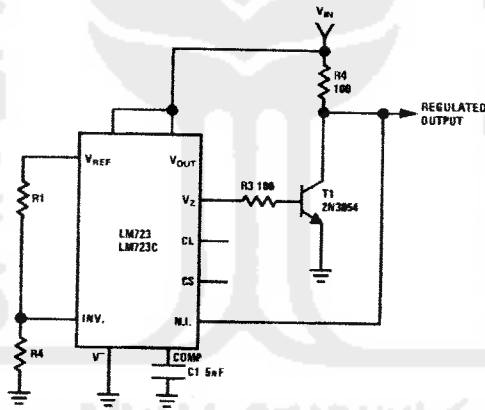 VIN
R4
100
REGULATED
OUTPUT
VREF
VOUT
R1
R3 100
T1
2N3054
VZ
LM723
LM723C
CL
CS
INV.
N.I.
R4
V-
COMP
C1 5nF